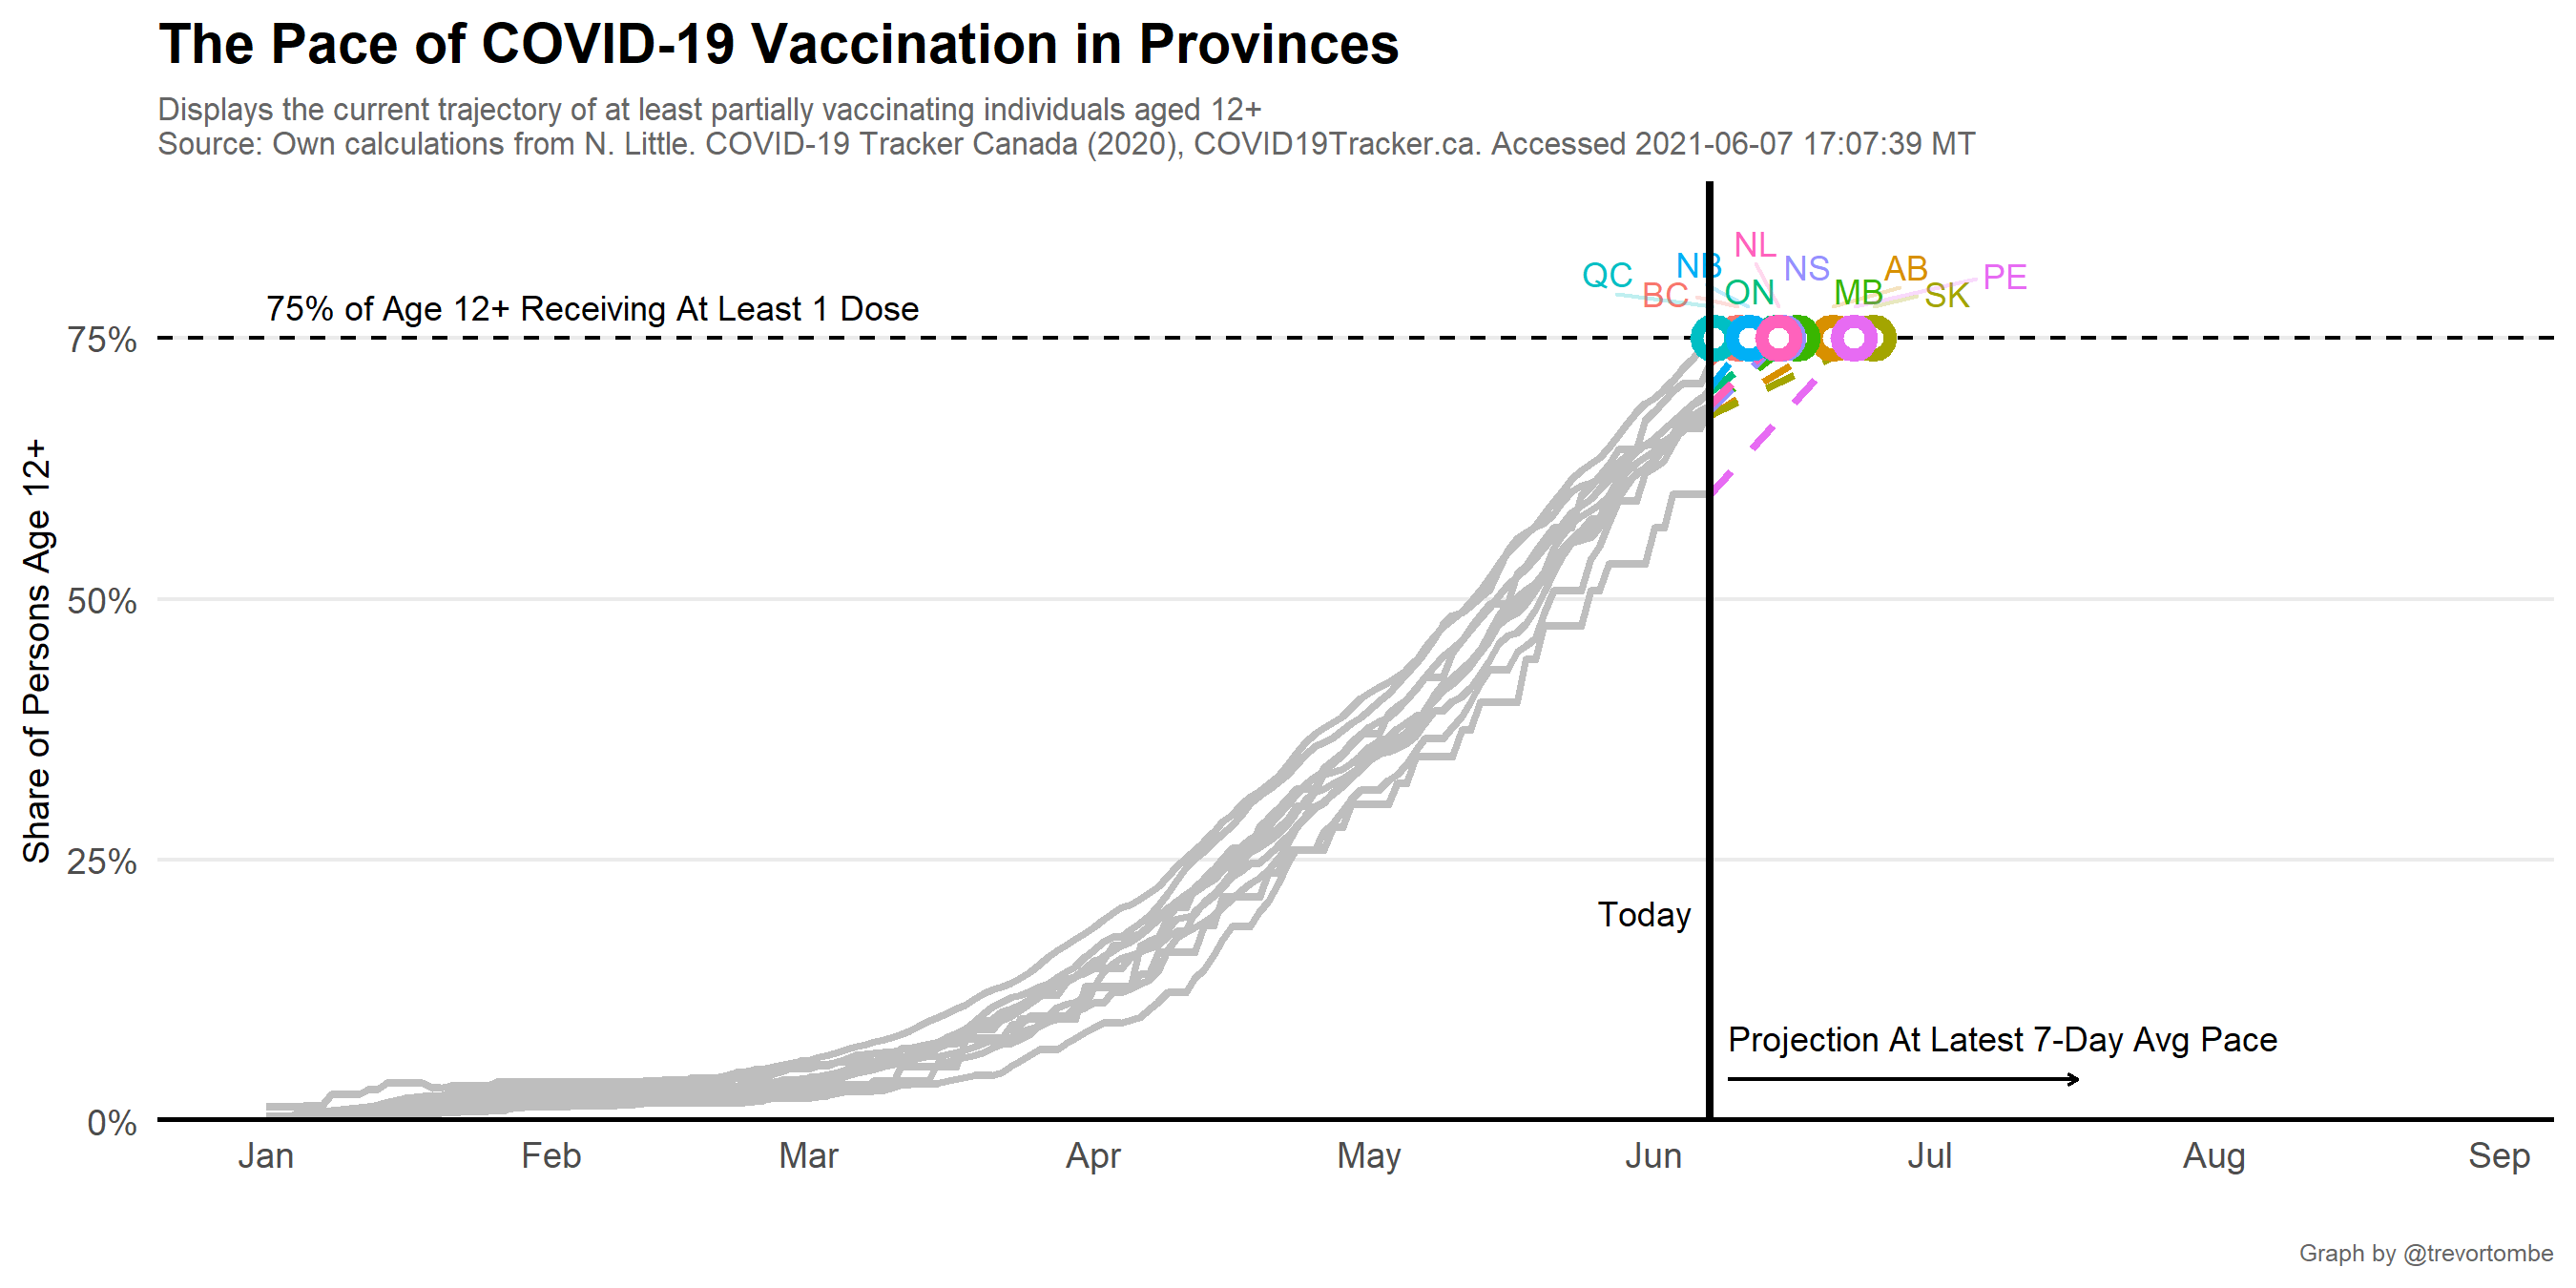 The Pace of COVID-19 Vaccination in Provinces
Displays the current trajectory of at least partially vaccinating individuals aged 12+
Source: Own calculations from N. Little. COVID-19 Tracker Canada (2020), COVID19Tracker.ca. Accessed 2021-06-07 17:07:39 MT
NL
QC NB NS AB PE
BC ON MB SK
75% of Age 12+ Receiving At Least 1 Dose
75%
50%
25%
0%
Share of Persons Age 12+
Today
Projection At Latest 7-Day Avg Pace
Jan Feb Mar Apr May Jun Jul Aug Sep
Graph by @trevortombe